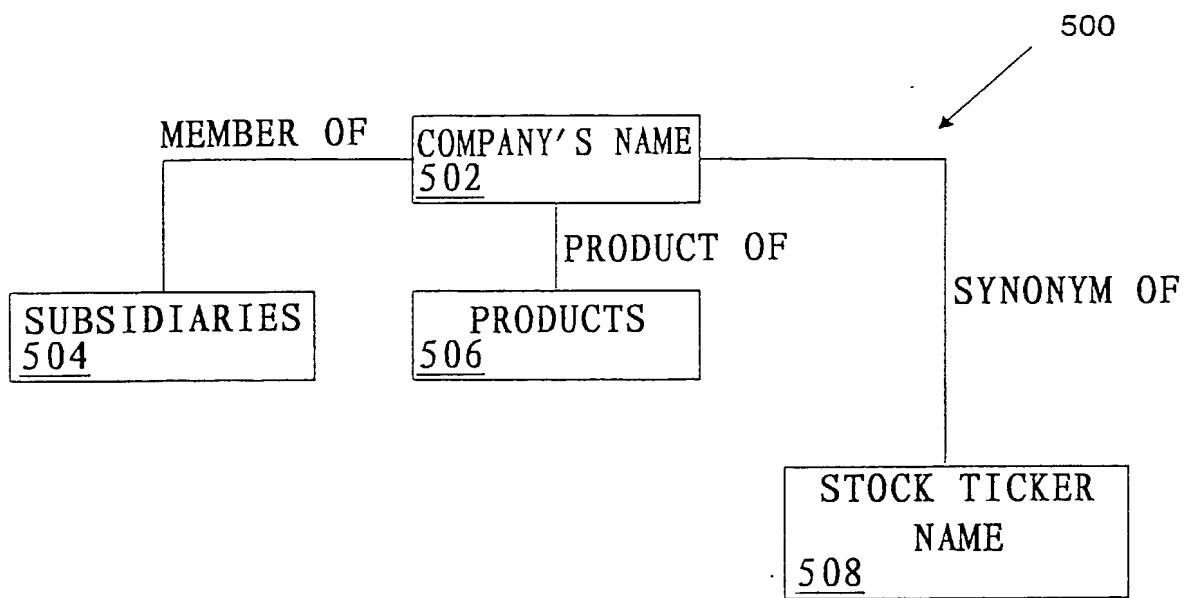 500
MEMBER OF
COMPANY'S NAME
502
PRODUCT OF
SYNONYM OF
SUBSIDIARIES
504
PRODUCTS
506
STOCK TICKER
NAME
508